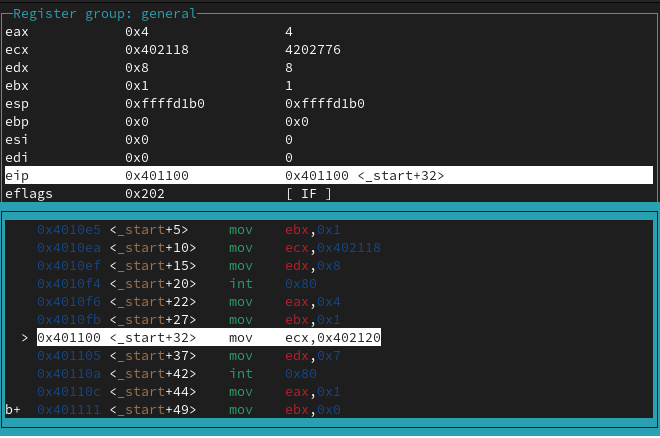 Register group: general
eax 0x4 4
ecx 0x402118 4202776
edx 0x8 8
ebx 0x1 1
esp 0xffffd1b0 0xffffd1b0
ebp 0x0 0x0
esi 0x0 0
edi 0x0 0
eip 0x401100 0x401100 <_start+32>
eflags 0x202 [ IF ]
0x4010e5 <_start+5> mov ebx,0x1
0x4010ea <_start+10> mov ecx,0x402118
0x4010ef <_start+15> mov edx,0x8
0x4010f4 <_start+20> int 0x80
0x4010f6 <_start+22> mov eax,0x4
0x4010fb <_start+27> mov ebx,0x1
> 0x401100 <_start+32> mov ecx,0x402120
0x401105 <_start+37> mov edx,0x7
0x40110a <_start+42> int 0x80
0x40110c <_start+44> mov eax,0x1
b+ 0x401111 <_start+49> mov ebx,0x0